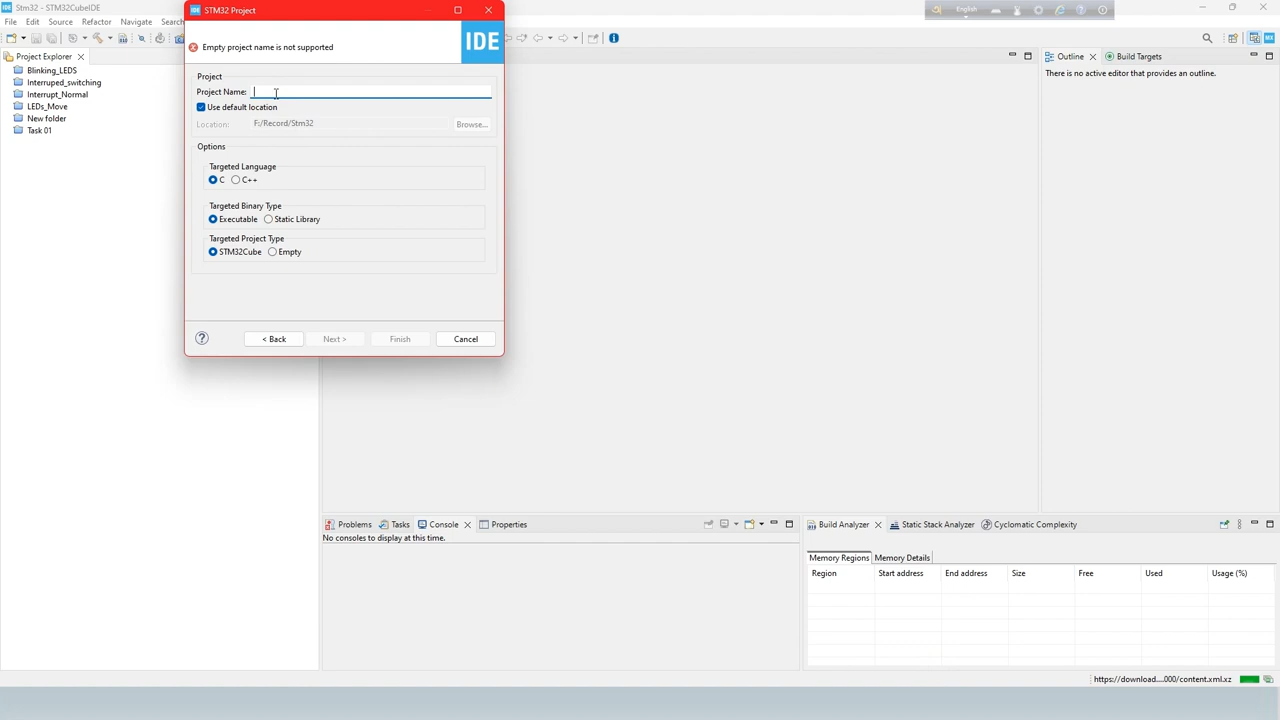 Stm32 - STM32CubeIDE
STM32 Project
English
File Edit Source Refactor Navigate Search
Empty project name is not supported
IDE
Project Explorer
Outline
Build Targets
There is no active editor that provides an outline.
Blinking_LEDS
Interruped_switching
Interrupt_Normal
LEDs_Move
New folder
Task 01
Project
Project Name:
Use default location
Location: F:/Record/Stm32 Browse...
Options
Targeted Language
C C++
Targeted Binary Type
Executable Static Library
Targeted Project Type
STM32Cube Empty
< Back Next > Finish Cancel
Problems Tasks Console Properties
No consoles to display at this time.
Build Analyzer Static Stack Analyzer Cyclomatic Complexity
Memory Regions Memory Details
Region Start address End address Size Free Used Usage (%)
https://download....000/content.xml.xz